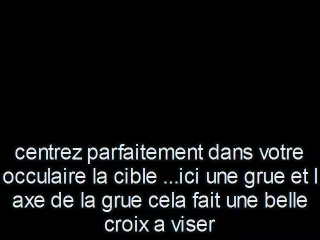 centrez parfaitement dans votre
occulaire la cible ...ici une grue et l
axe de la grue cela fait une belle
croix a viser